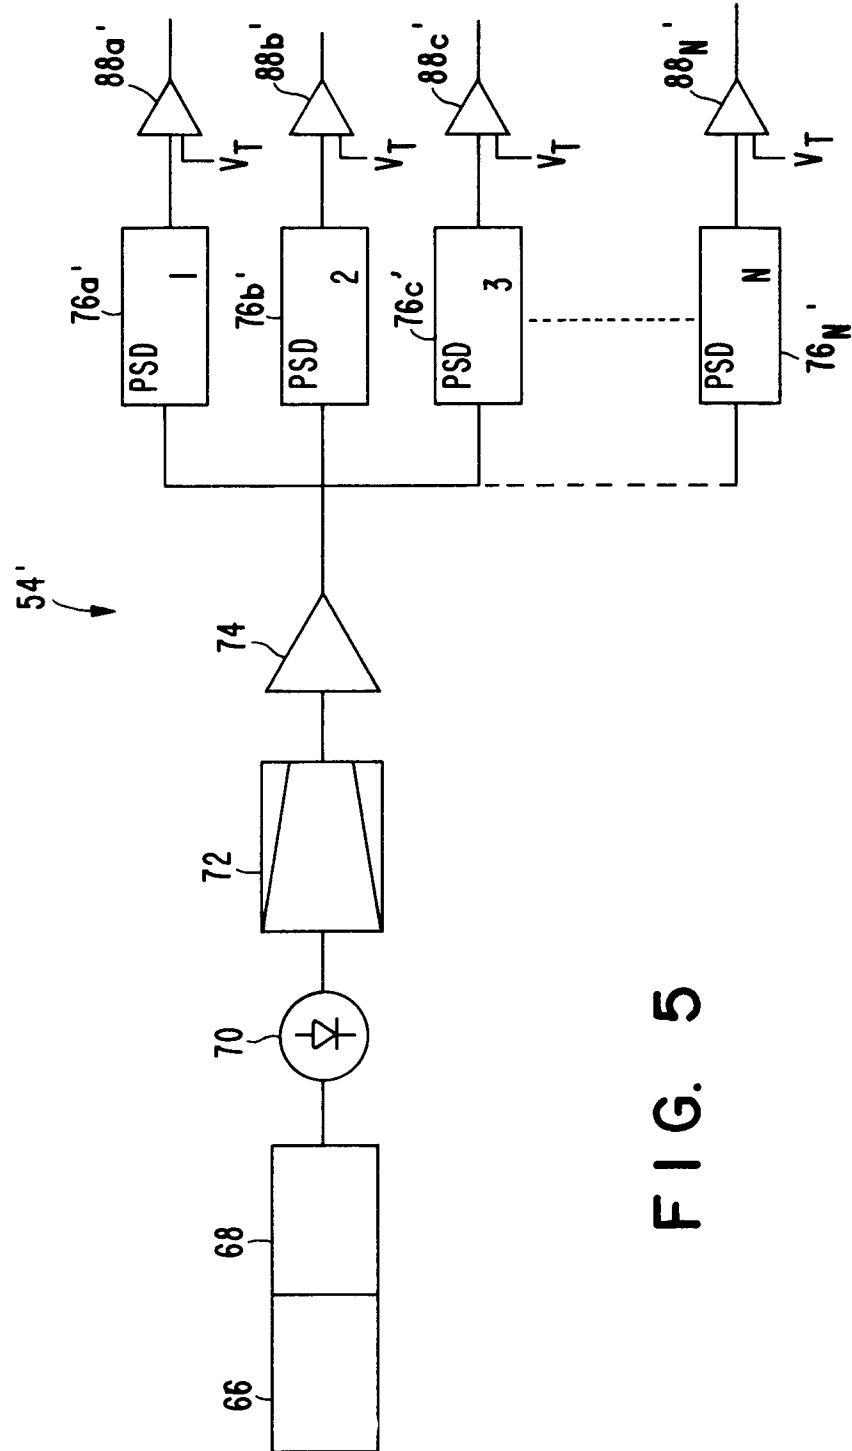 54'
66
68
70
72
74
76a'
PSD
1
88a'
VT
76b'
PSD
2
88b'
VT
76c'
PSD
3
88c'
VT
76N'
PSD
N
88N'
VT
FIG. 5